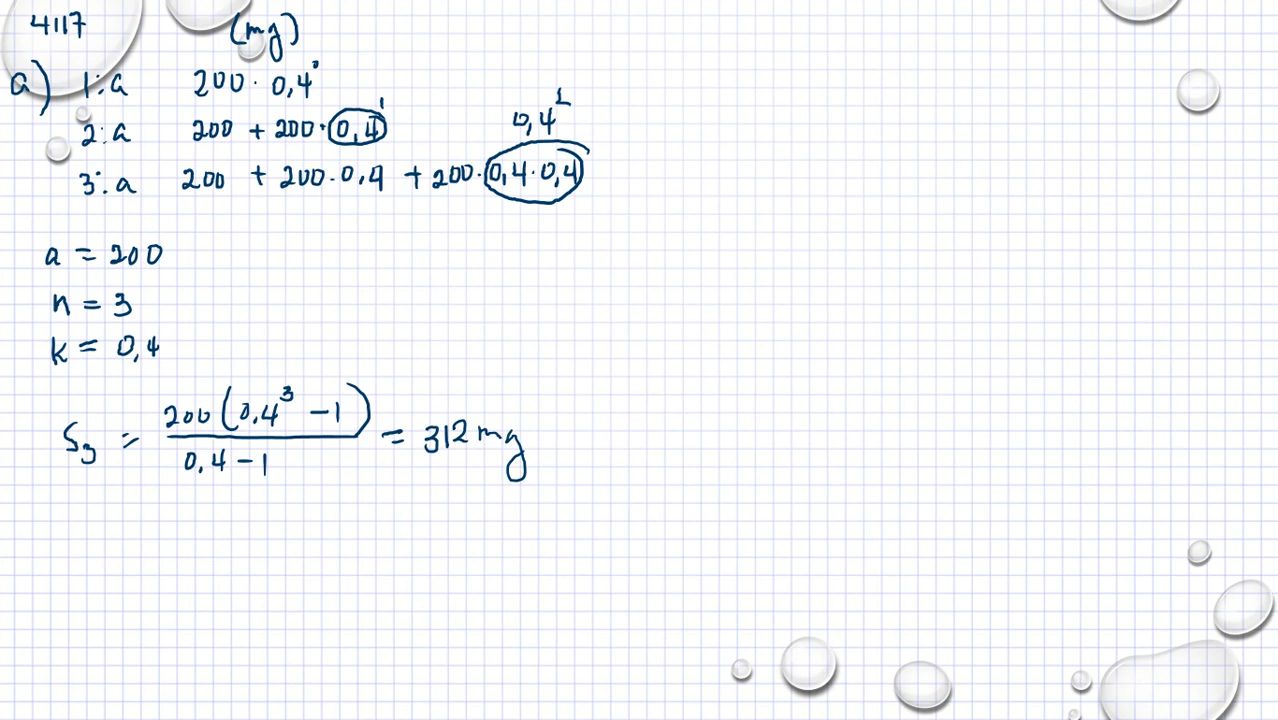 4117
(mg)
a) 1:a 200 · 0,4°
2:a 200 + 200 · 0,4¹
0,4²
3:a 200 + 200 · 0,4 + 200 · 0,4 · 0,4
a = 200
n = 3
k = 0,4
S₃ = 200(0,4³ − 1) / 0,4 − 1 = 312 mg